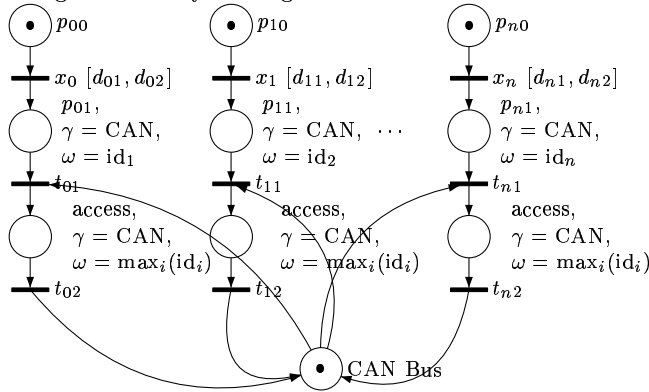 p₀₀ p₁₀ pₙ₀
x₀ [d₀₁, d₀₂] x₁ [d₁₁, d₁₂] xₙ [dₙ₁, dₙ₂]
p₀₁, p₁₁, pₙ₁,
γ = CAN, γ = CAN, ··· γ = CAN,
ω = id₁ ω = id₂ ω = idₙ
t₀₁ t₁₁ tₙ₁
access, access, access,
γ = CAN, γ = CAN, γ = CAN,
ω = maxᵢ(idᵢ) ω = maxᵢ(idᵢ) ω = maxᵢ(idᵢ)
t₀₂ t₁₂ tₙ₂
CAN Bus